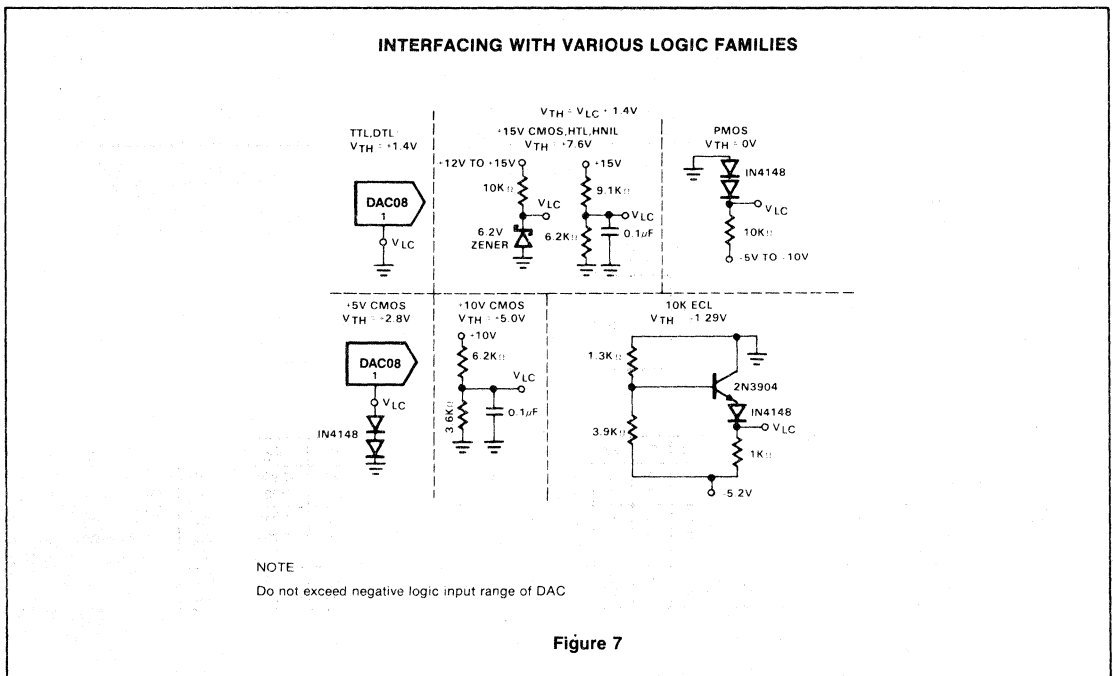 INTERFACING WITH VARIOUS LOGIC FAMILIES
VTH = VLC + 1.4V
TTL, DTL
VTH = +1.4V
DAC08
1
VLC
+15V CMOS, HTL, HNIL
VTH = +7.6V
+12V TO +15V
10KΩ
VLC
6.2V
ZENER
+15V
9.1KΩ
VLC
6.2KΩ
0.1µF
PMOS
VTH = 0V
IN4148
VLC
10KΩ
-5V TO -10V
+5V CMOS
VTH = +2.8V
DAC08
1
VLC
IN4148
+10V CMOS
VTH = +5.0V
+10V
6.2KΩ
VLC
3.6KΩ
0.1µF
10K ECL
VTH -1.29V
1.3KΩ
2N3904
IN4148
3.9KΩ
VLC
1KΩ
-5.2V
NOTE
Do not exceed negative logic input range of DAC
Figure 7